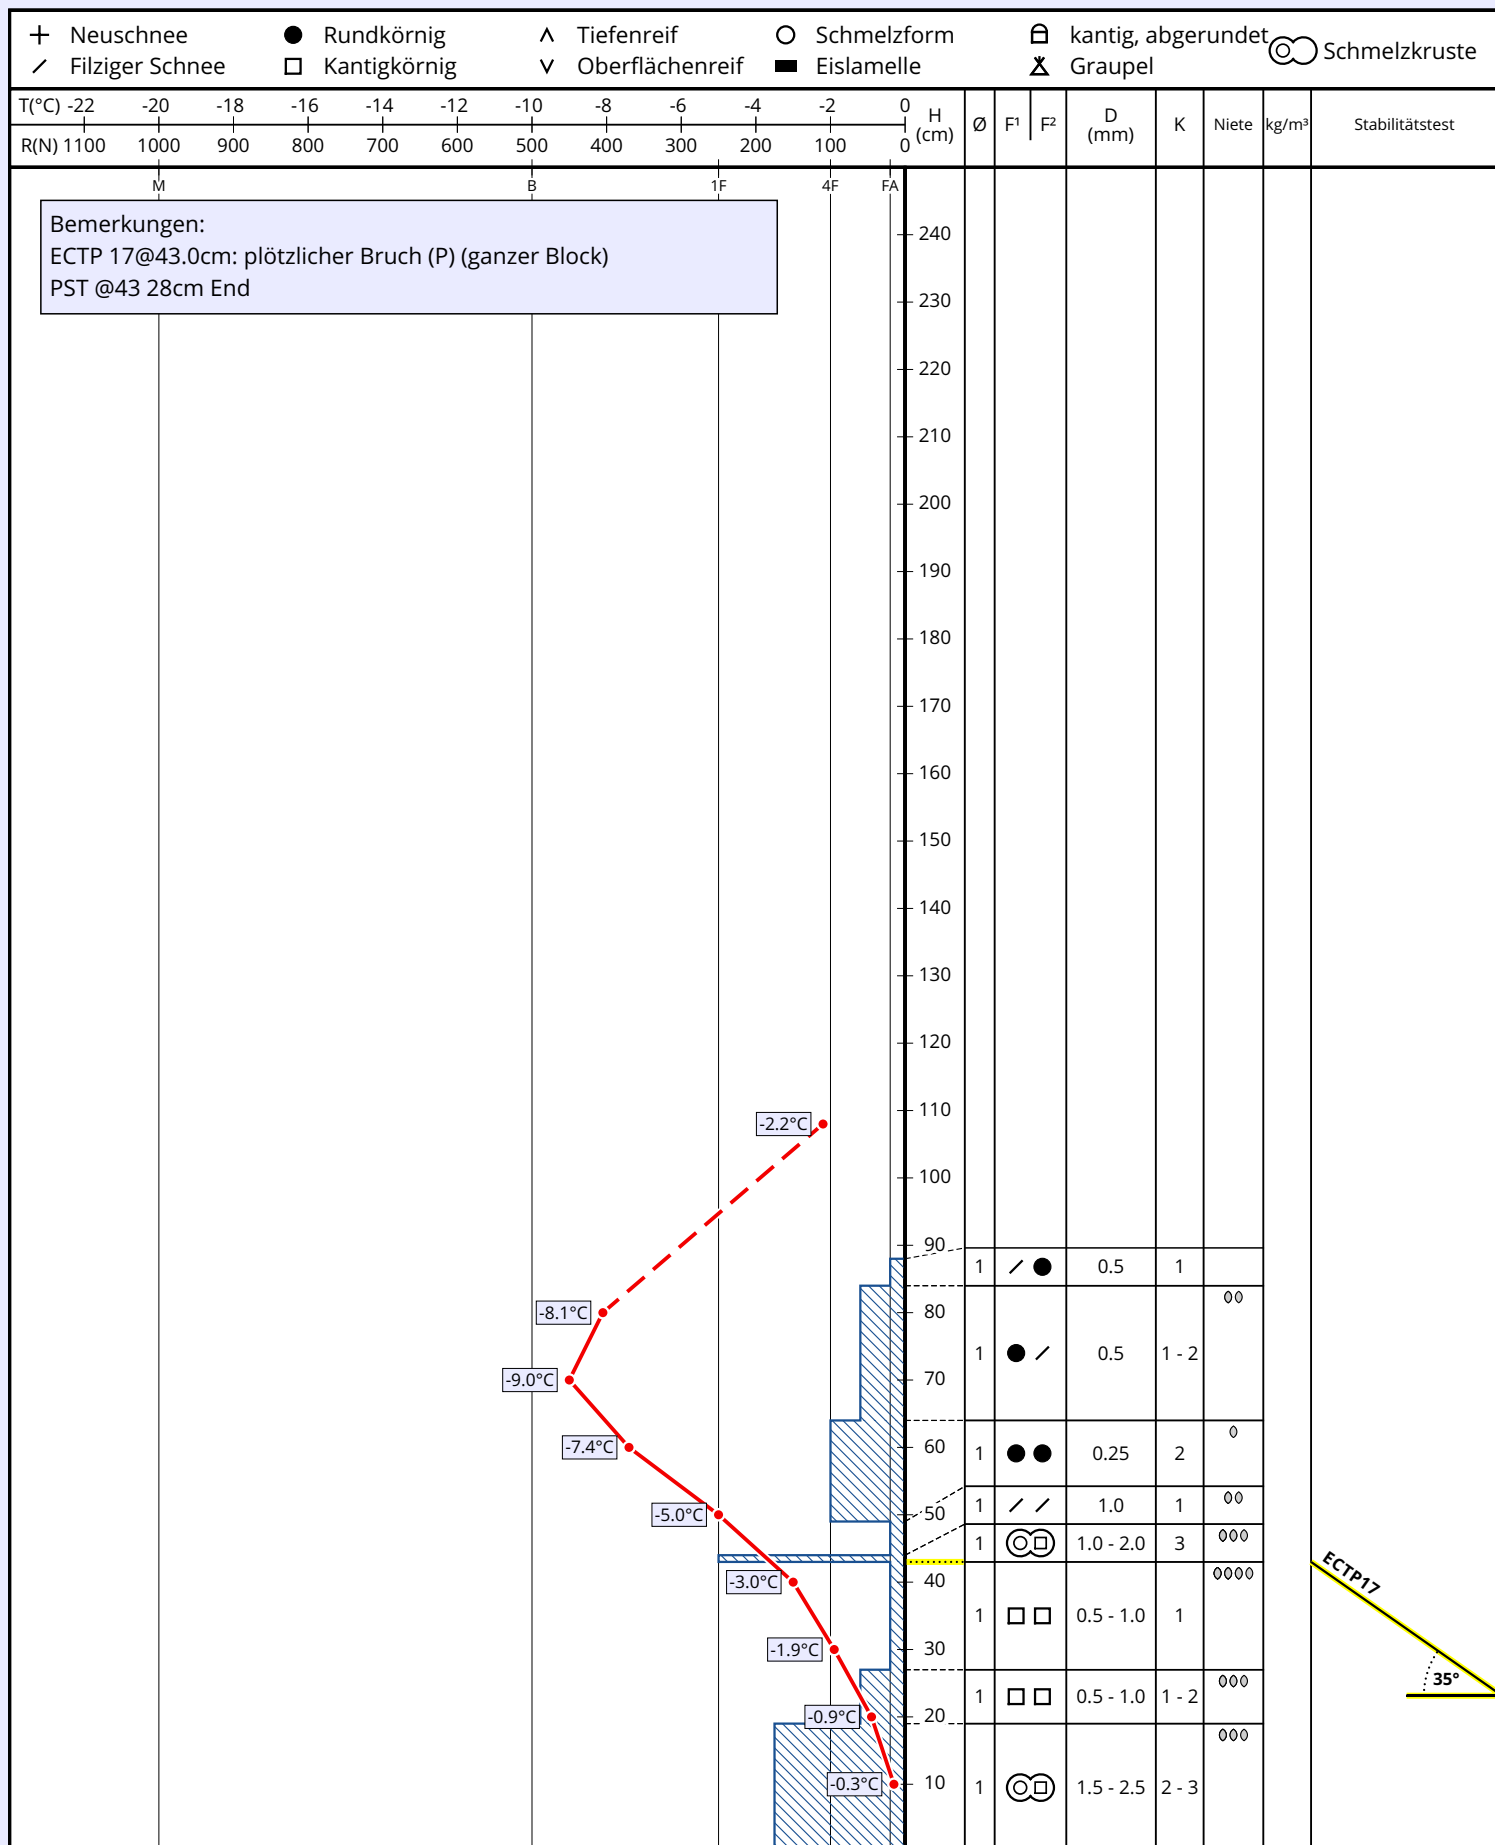 Neuschnee Rundkörnig Tiefenreif Schmelzform kantig, abgerundet Schmelzkruste
Filziger Schnee Kantigkörnig Oberflächenreif Eislamelle Graupel
T(°C) -22 -20 -18 -16 -14 -12 -10 -8 -6 -4 -2 0
R(N) 1100 1000 900 800 700 600 500 400 300 200 100 0
H (cm) Ø F¹ F² D (mm) K Niete kg/m³ Stabilitätstest
M B 1F 4F FA
Bemerkungen:
ECTP 17@43.0cm: plötzlicher Bruch (P) (ganzer Block)
PST @43 28cm End
240
230
220
210
200
190
180
170
160
150
140
130
120
110
-2.2°C
100
90
1 0.5 1
-8.1°C 80
1 0.5 1 - 2
-9.0°C 70
-7.4°C 60 1 0.25 2
-5.0°C 50 1 1.0 1
1 1.0 - 2.0 3
-3.0°C 40 ECTP17
1 0.5 - 1.0 1
-1.9°C 30
35°
1 0.5 - 1.0 1 - 2
-0.9°C 20
-0.3°C 10 1 1.5 - 2.5 2 - 3